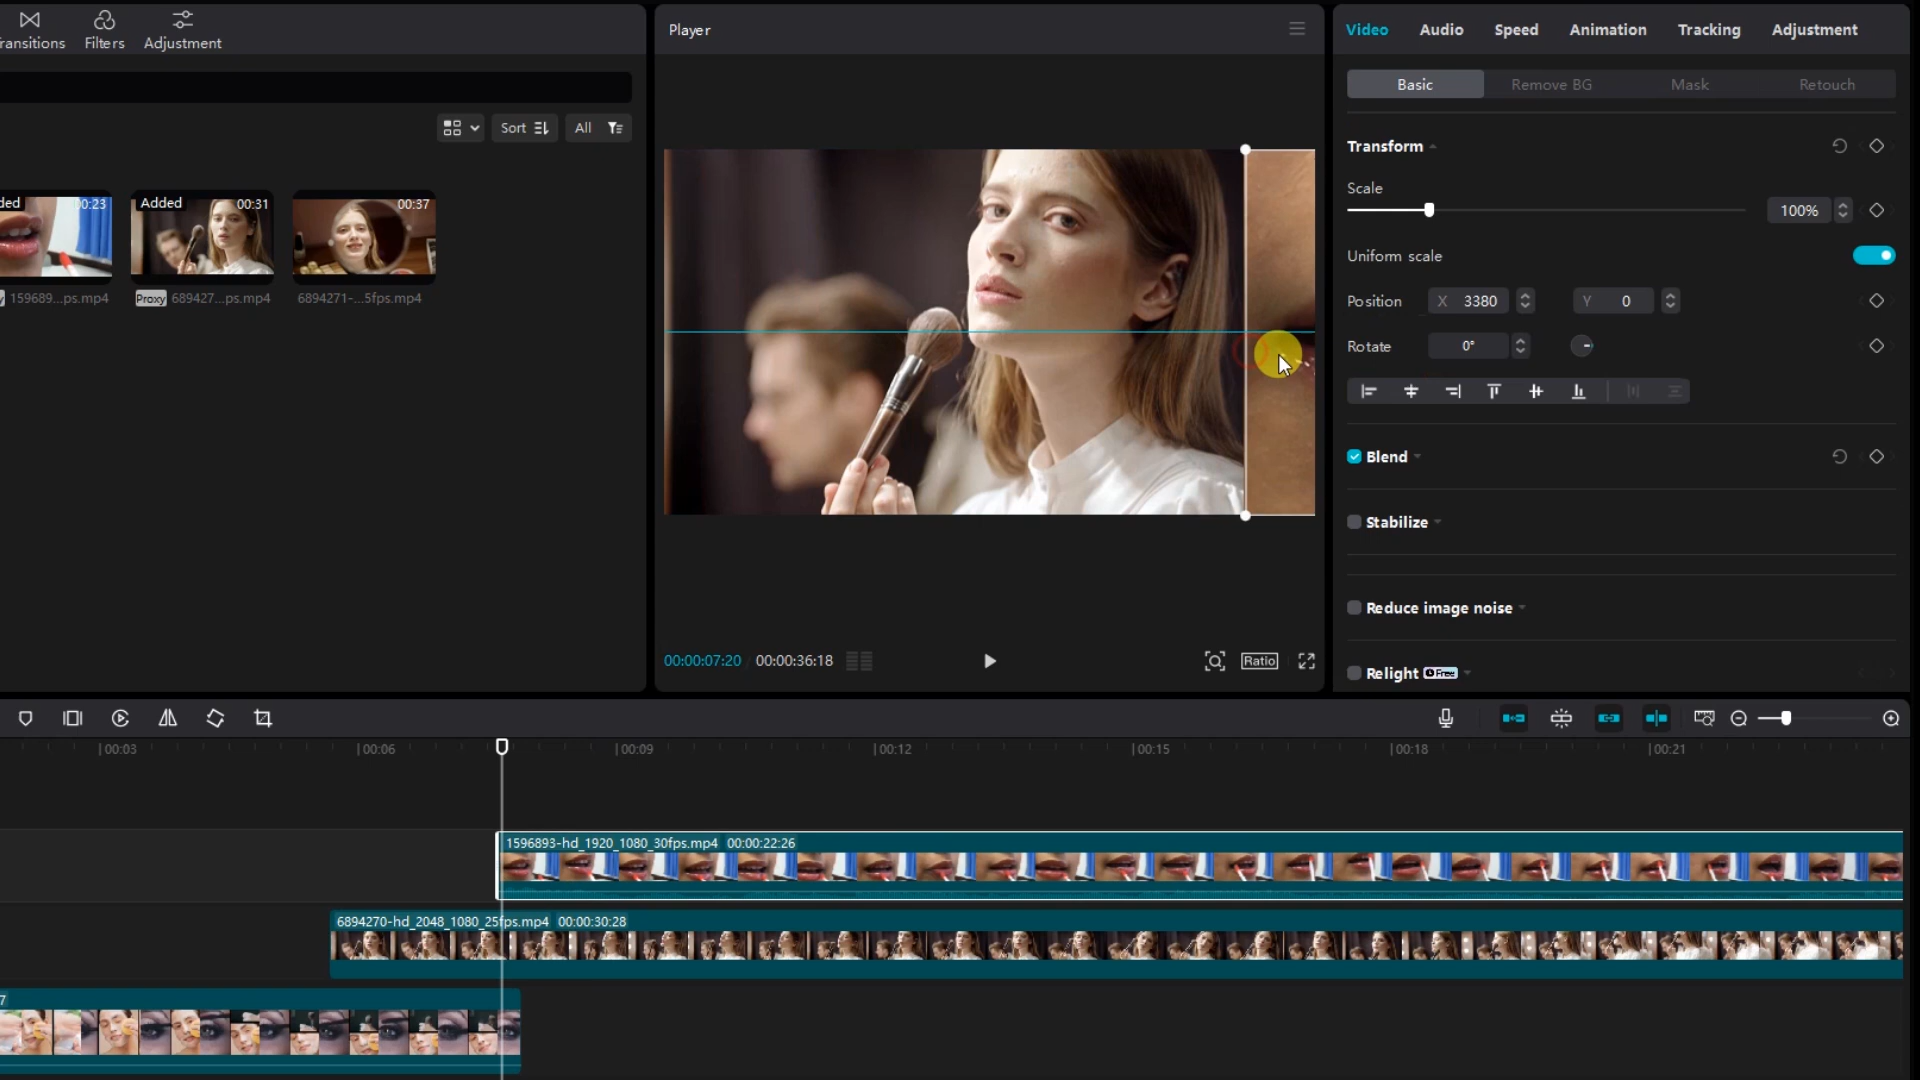 ransitions
Filters
Adjustment
Sort
All
ded
00:23
Added
00:31
00:37
y 159689...ps.mp4
Proxy 689427...ps.mp4
6894271-...5fps.mp4
Player
00:00:07:20
00:00:36:18
Ratio
Video
Audio
Speed
Animation
Tracking
Adjustment
Basic
Remove BG
Mask
Retouch
Transform
Scale
100%
Uniform scale
Position
X 3380
Y 0
Rotate
0°
Blend
Stabilize
Reduce image noise
Relight
Free
00:03
00:06
00:09
00:12
00:15
00:18
00:21
1596893-hd_1920_1080_30fps.mp4 00:00:22:26
6894270-hd_2048_1080_25fps.mp4 00:00:30:28
7